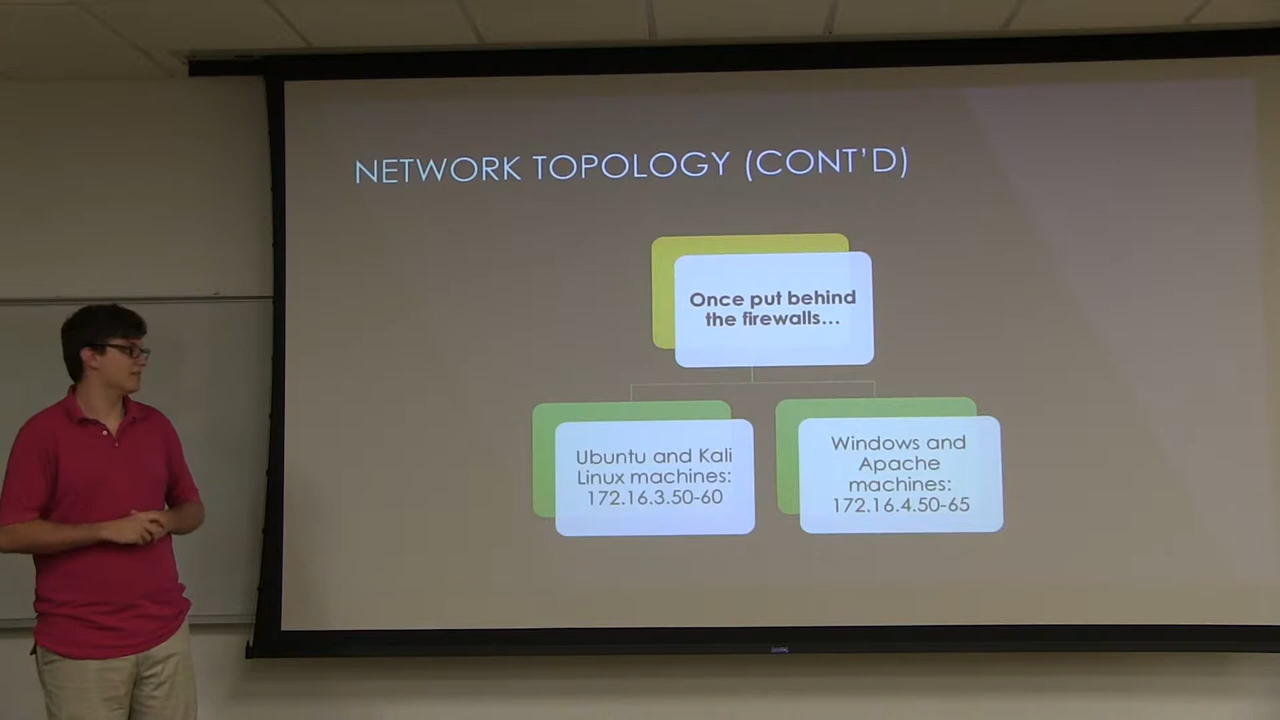 NETWORK TOPOLOGY (CONT'D)
Once put behind
the firewalls...
Ubuntu and Kali
Linux machines:
172.16.3.50-60
Windows and
Apache
machines:
172.16.4.50-65